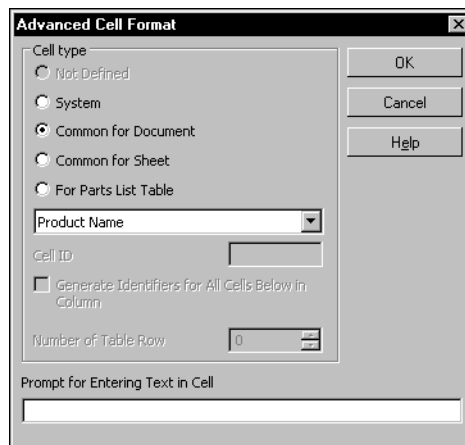 Advanced Cell Format
Cell type
Not Defined
System
Common for Document
Common for Sheet
For Parts List Table
Product Name
Cell ID
Generate Identifiers for All Cells Below in
Column
Number of Table Row
0
Prompt for Entering Text in Cell
OK
Cancel
Help